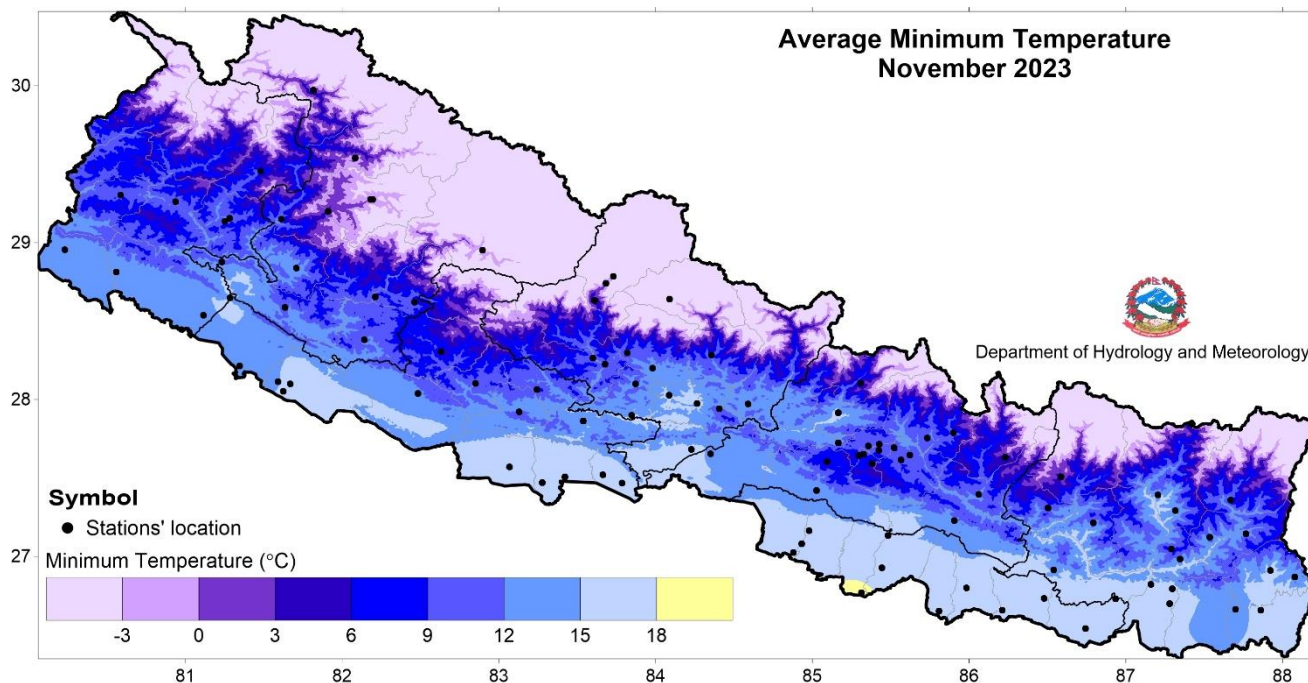 Average Minimum Temperature
November 2023
30
29
28
27
Department of Hydrology and Meteorology
Symbol
Stations' location
Minimum Temperature (°C)
-3 0 3 6 9 12 15 18
81 82 83 84 85 86 87 88